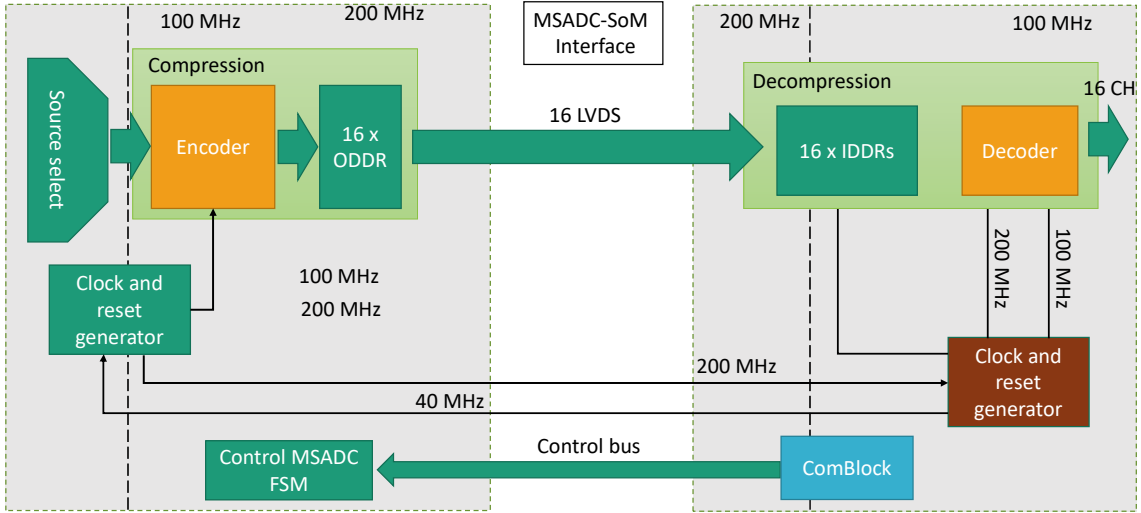 100 MHz
200 MHz
MSADC-SoM
Interface
200 MHz
100 MHz
Source select
Compression
Encoder
16 x
ODDR
16 LVDS
Decompression
16 x IDDRs
Decoder
16 CH
Clock and
reset
generator
100 MHz
200 MHz
200 MHz
100 MHz
Clock and
reset
generator
200 MHz
40 MHz
Control MSADC
FSM
Control bus
ComBlock